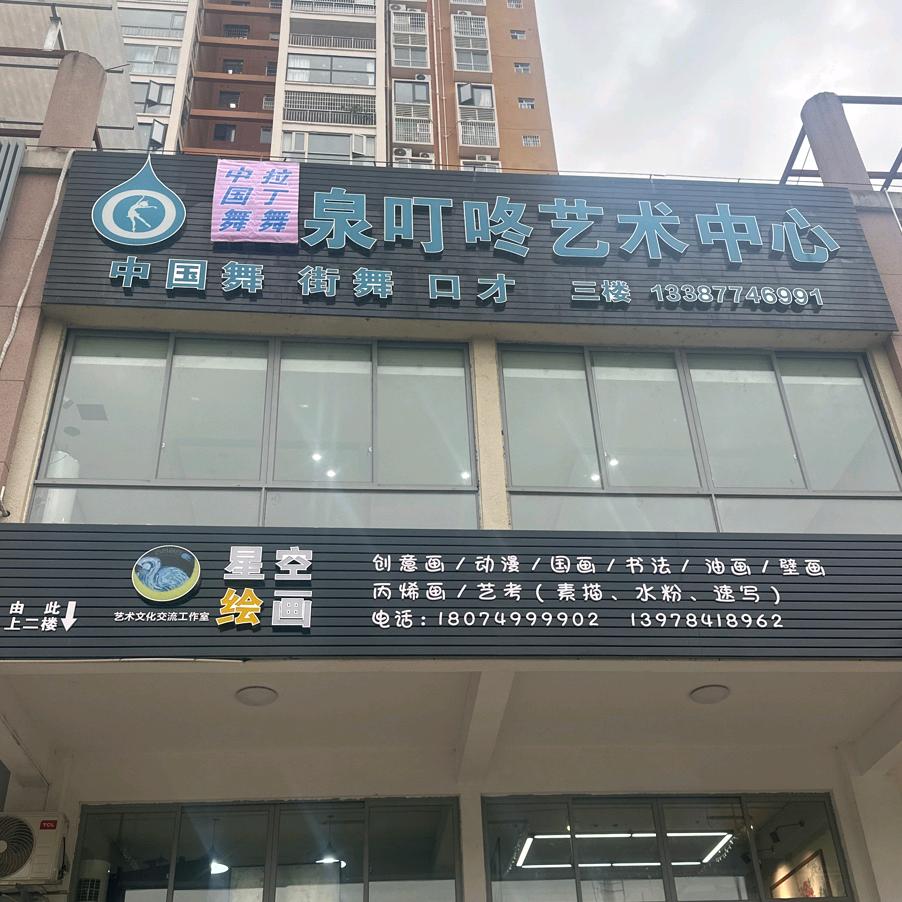 中国舞
拉丁舞
泉叮咚艺术中心
中国舞 街舞 口才 三楼 13387746991
星空
绘画
艺术文化交流工作室
由此
上二楼
创意画/动漫/国画/书法/油画/壁画
丙烯画/艺考(素描、水粉、速写)
电话:18074999902 13978418962
TCL